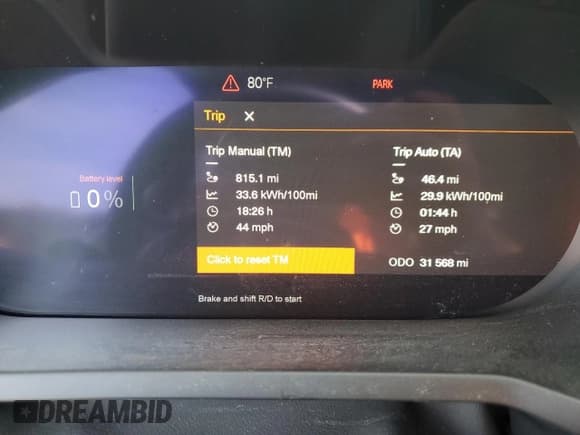 80°F
PARK
Trip X
Trip Manual (TM)
815.1 mi
33.6 kWh/100mi
18:26 h
44 mph
Click to reset TM
Trip Auto (TA)
46.4 mi
29.9 kWh/100mi
01:44 h
27 mph
ODO 31 568 mi
Battery level
0%
Brake and shift R/D to start
DREAMBID